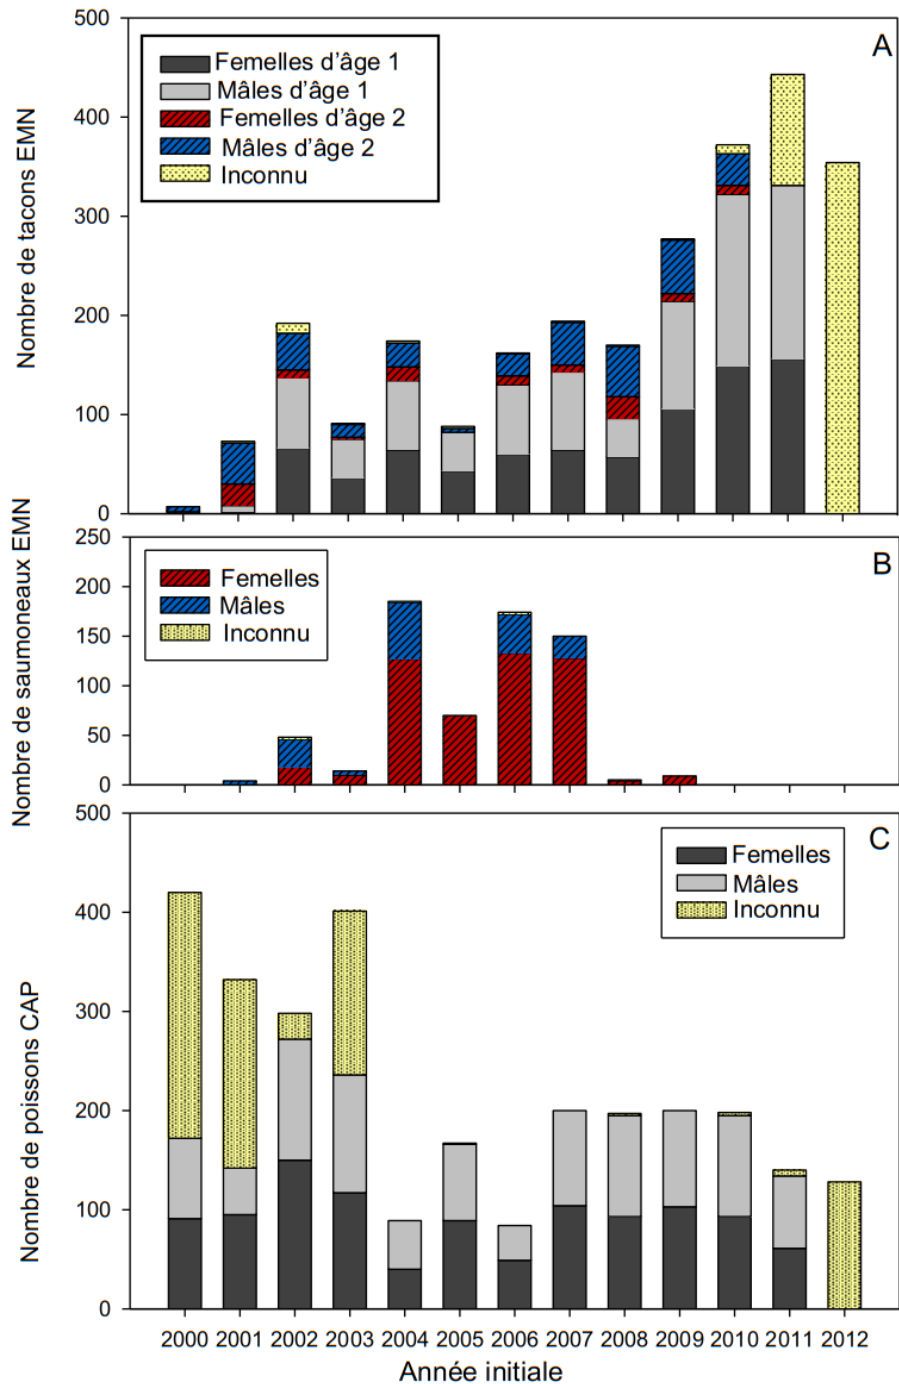 Nombre de tacons EMN
500
400
300
200
100
0
A
Femelles d’âge 1
Mâles d’âge 1
Femelles d’âge 2
Mâles d’âge 2
Inconnu
Nombre de saumoneaux EMN
250
200
150
100
50
0
B
Femelles
Mâles
Inconnu
Nombre de poissons CAP
500
400
300
200
100
0
C
Femelles
Mâles
Inconnu
2000 2001 2002 2003 2004 2005 2006 2007 2008 2009 2010 2011 2012
Année initiale